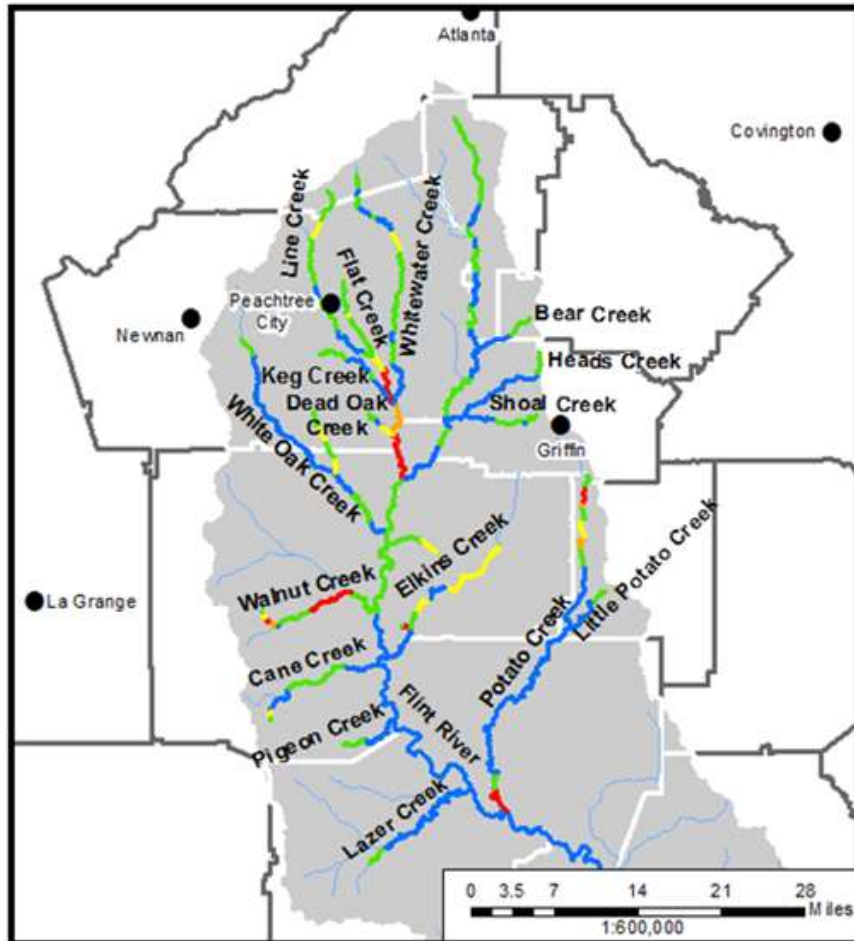 Atlanta
Covington
Line Creek
Whitewater Creek
Flat Creek
Peachtree
City
Newnan
Bear Creek
Heads Creek
Keg Creek
Dead Oak
Creek
Shoal Creek
Griffin
White Oak Creek
Elkins Creek
Little Potato Creek
Walnut Creek
La Grange
Potato Creek
Cane Creek
Flint River
Pigeon Creek
Lazer Creek
0 3.5 7 14 21 28
Miles
1:600,000